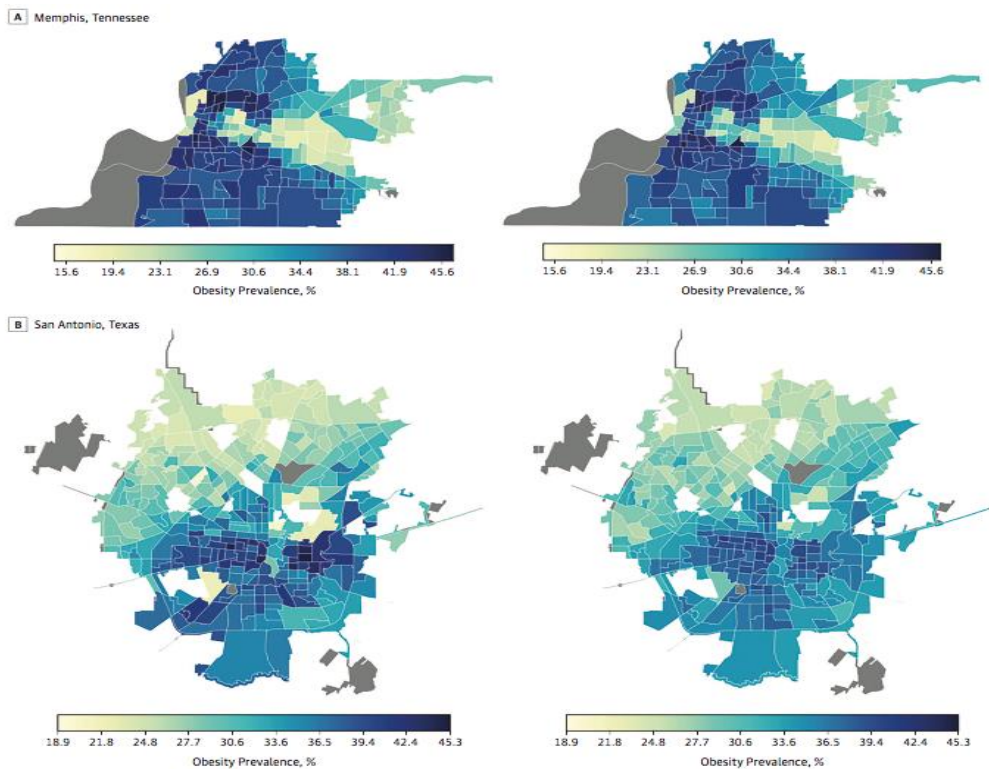 A Memphis, Tennessee
15.6 19.4 23.1 26.9 30.6 34.4 38.1 41.9 45.6
Obesity Prevalence, %
15.6 19.4 23.1 26.9 30.6 34.4 38.1 41.9 45.6
Obesity Prevalence, %
B San Antonio, Texas
18.9 21.8 24.8 27.7 30.6 33.6 36.5 39.4 42.4 45.3
Obesity Prevalence, %
18.9 21.8 24.8 27.7 30.6 33.6 36.5 39.4 42.4 45.3
Obesity Prevalence, %